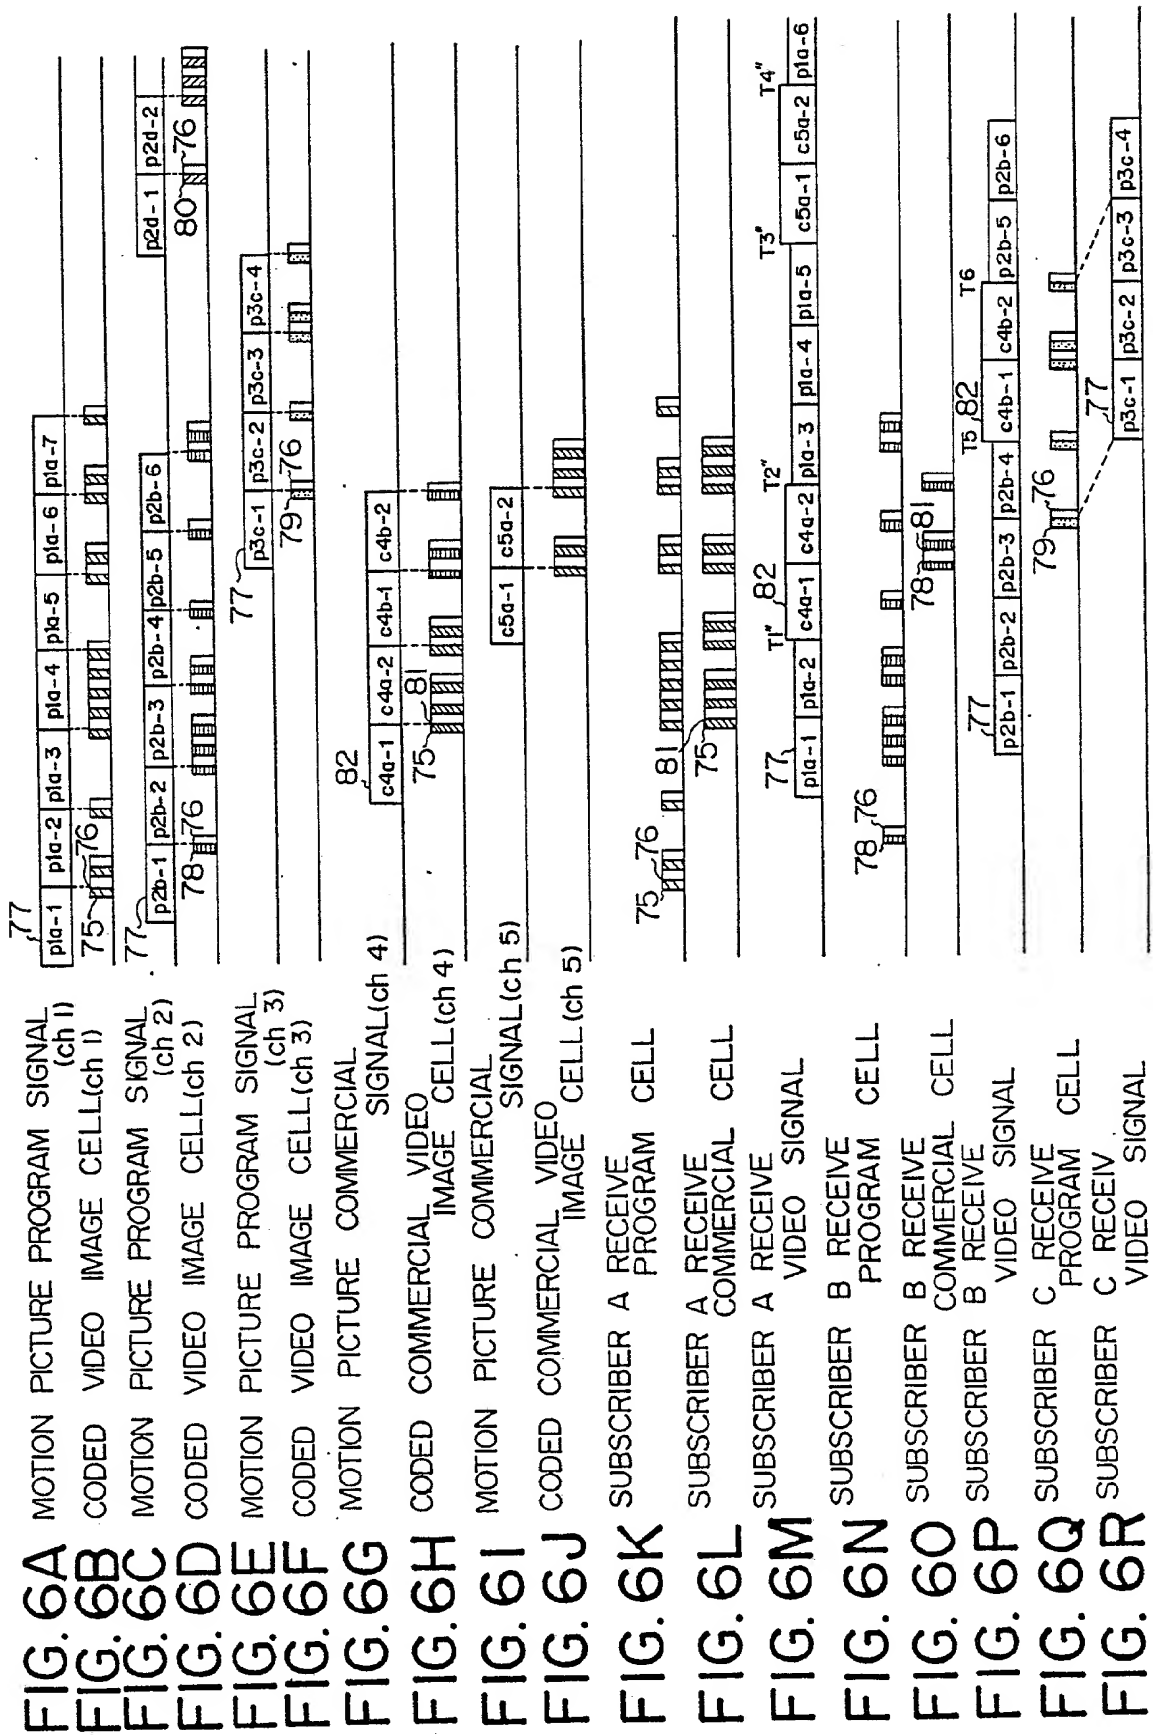 FIG. 6A MOTION PICTURE PROGRAM SIGNAL (ch 1)
77
p1a-1 p1a-2 p1a-3 p1a-4 p1a-5 p1a-6 p1a-7
FIG. 6B CODED VIDEO IMAGE CELL(ch 1)
75 76
FIG. 6C MOTION PICTURE PROGRAM SIGNAL (ch 2)
77
p2b-1 p2b-2 p2b-3 p2b-4 p2b-5 p2b-6 p2d-1 p2d-2
FIG. 6D CODED VIDEO IMAGE CELL(ch 2)
78 76 80 76
FIG. 6E MOTION PICTURE PROGRAM SIGNAL (ch 3)
77
p3c-1 p3c-2 p3c-3 p3c-4
FIG. 6F CODED VIDEO IMAGE CELL(ch 3)
79 76
FIG. 6G MOTION PICTURE COMMERCIAL
SIGNAL(ch 4)
82
c4a-1 c4a-2 c4b-1 c4b-2
FIG. 6H CODED COMMERCIAL VIDEO
IMAGE CELL(ch 4)
75 81
FIG. 6I MOTION PICTURE COMMERCIAL
SIGNAL(ch 5)
c5a-1 c5a-2
FIG. 6J CODED COMMERCIAL VIDEO
IMAGE CELL(ch 5)
FIG. 6K SUBSCRIBER A RECEIVE
PROGRAM CELL
75 76
FIG. 6L SUBSCRIBER A RECEIVE
COMMERCIAL CELL
75 81
FIG. 6M SUBSCRIBER A RECEIVE
VIDEO SIGNAL
77 T1" 82 T2" T3" T4"
p1a-1 p1a-2 c4a-1 c4a-2 p1a-3 p1a-4 p1a-5 c5a-1 c5a-2 p1a-6
FIG. 6N SUBSCRIBER B RECEIVE
PROGRAM CELL
78 76
FIG. 6O SUBSCRIBER B RECEIVE
COMMERCIAL CELL
78 81
FIG. 6P SUBSCRIBER B RECEIVE
VIDEO SIGNAL
77 T5 82 T6
p2b-1 p2b-2 p2b-3 p2b-4 c4b-1 c4b-2 p2b-5 p2b-6
FIG. 6Q SUBSCRIBER C RECEIVE
PROGRAM CELL
79 76
FIG. 6R SUBSCRIBER C RECEIV
VIDEO SIGNAL
77
p3c-1 p3c-2 p3c-3 p3c-4